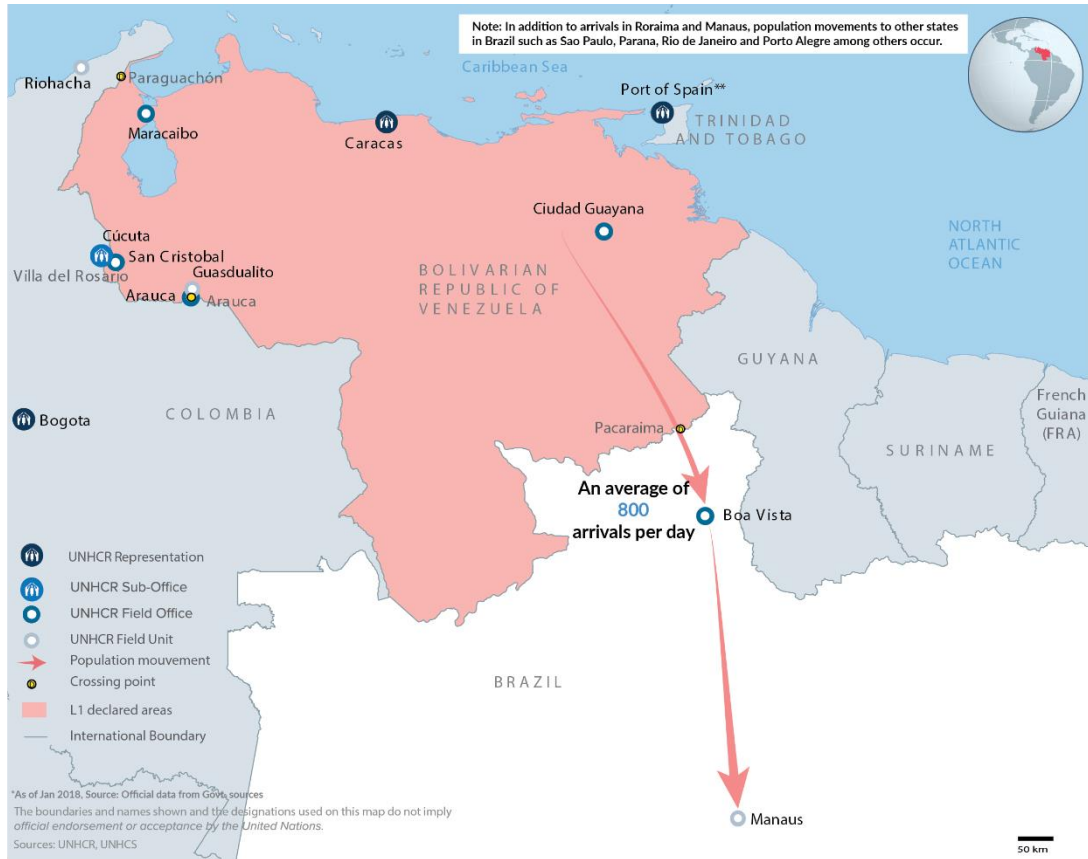 Note: In addition to arrivals in Roraima and Manaus, population movements to other states
in Brazil such as Sao Paulo, Parana, Rio de Janeiro and Porto Alegre among others occur.
Caribbean Sea
Riohacha
Paraguachón
Port of Spain**
Maracaibo
Caracas
TRINIDAD
AND TOBAGO
Ciudad Guayana
NORTH
ATLANTIC
OCEAN
Cúcuta
San Cristobal
Villa del Rosario
Guasdualito
Arauca
Arauca
BOLIVARIAN
REPUBLIC OF
VENEZUELA
GUYANA
Bogota
COLOMBIA
Pacaraima
SURINAME
French
Guiana
(FRA)
An average of
800
arrivals per day
Boa Vista
UNHCR Representation
UNHCR Sub-Office
UNHCR Field Office
UNHCR Field Unit
Population mouvement
Crossing point
L1 declared areas
International Boundary
BRAZIL
*As of Jan 2018, Source: Official data from Govt. sources
The boundaries and names shown and the designations used on this map do not imply
official endorsement or acceptance by the United Nations.
Sources: UNHCR, UNHCS
Manaus
50 km